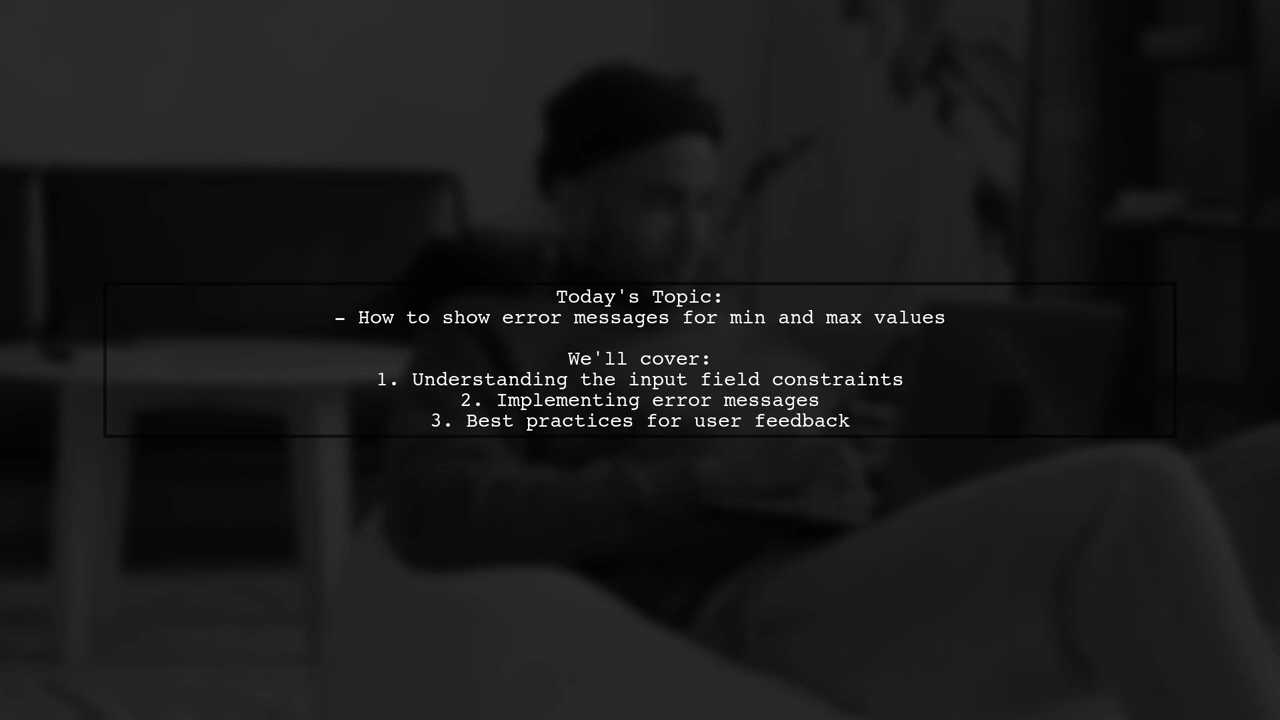 Today's Topic:
- How to show error messages for min and max values
We'll cover:
1. Understanding the input field constraints
2. Implementing error messages
3. Best practices for user feedback